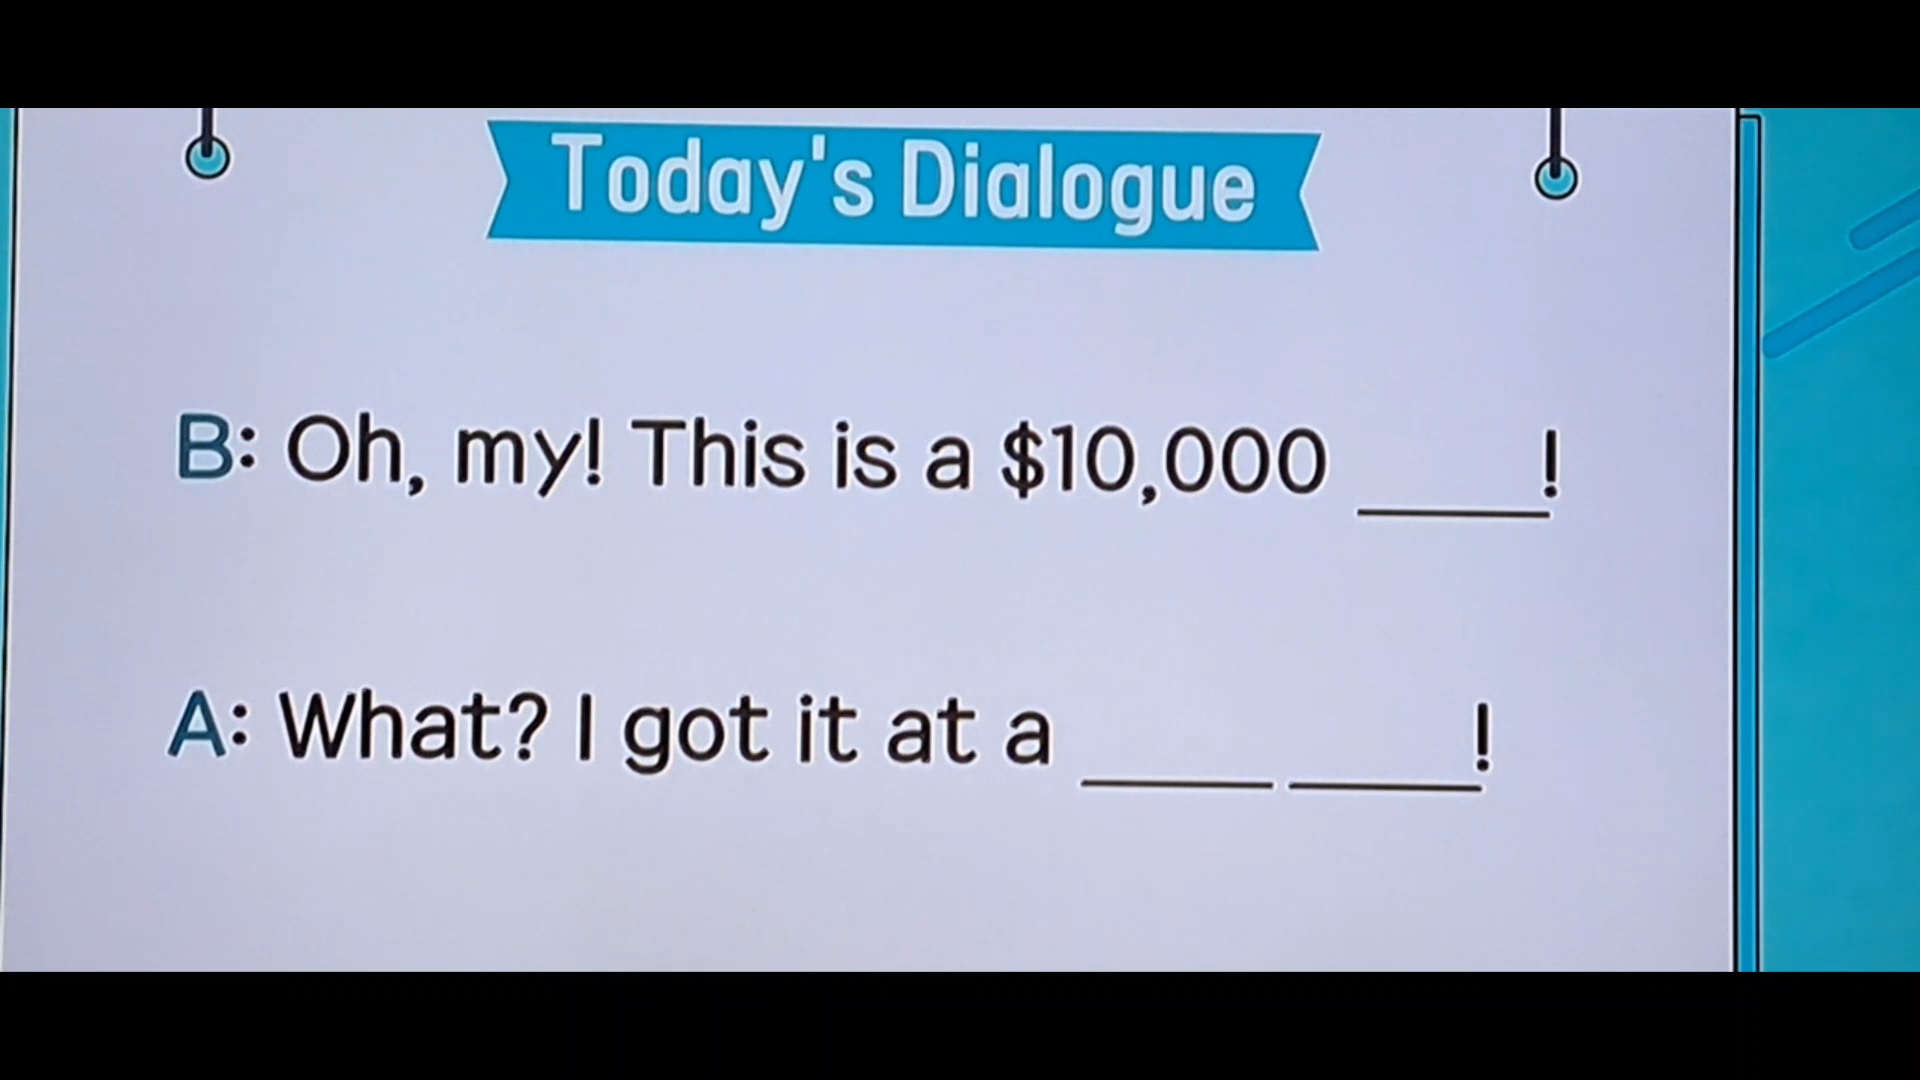 Today's Dialogue
B: Oh, my! This is a $10,000 ____!
A: What? I got it at a ____ ____!